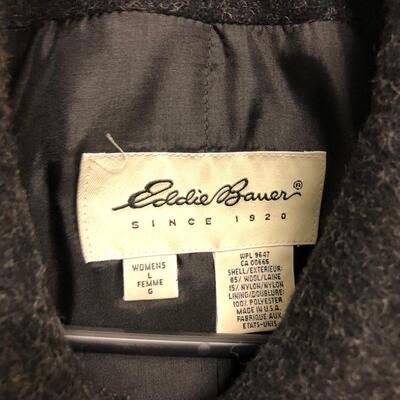 Eddie Bauer®
SINCE 1920
WOMENS
L
FEMME
G
WPL 9647
CA 00665
SHELL/EXTERIEUR:
85% WOOL/LAINE
15% NYLON/NYLON
LINING/DOUBLURE:
100% POLYESTER
MADE IN U.S.A.
FABRIQUE AUX
ETATS-UNIS